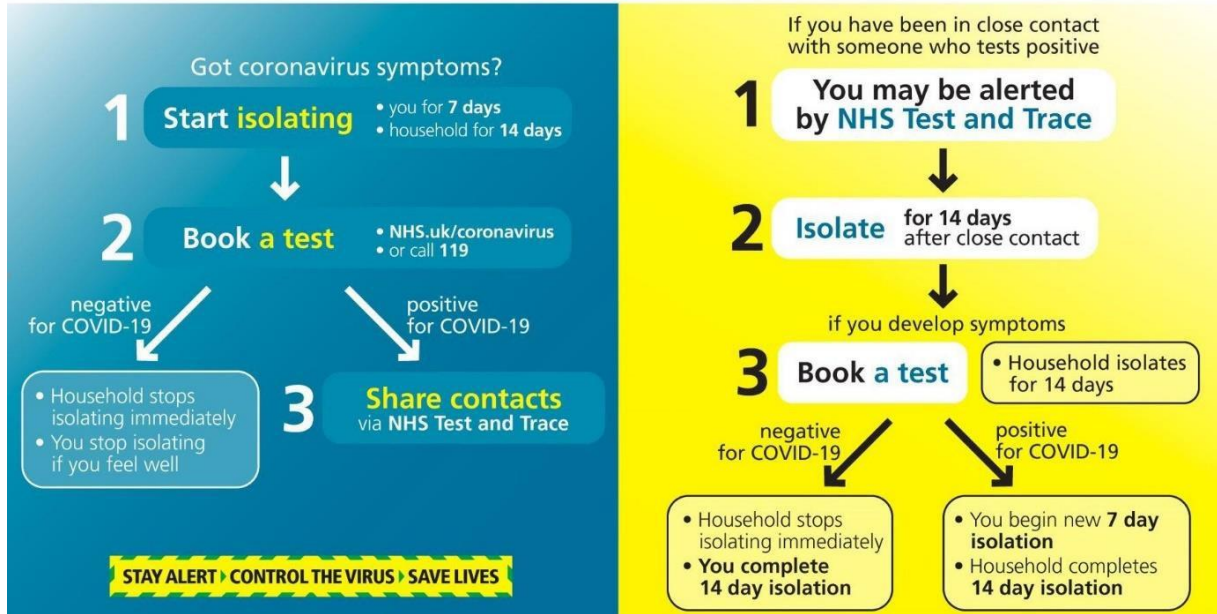 Got coronavirus symptoms?
1
Start isolating
• you for 7 days
• household for 14 days
2
Book a test
• NHS.uk/coronavirus
• or call 119
negative
for COVID-19
positive
for COVID-19
• Household stops
isolating immediately
• You stop isolating
if you feel well
3
Share contacts
via NHS Test and Trace
STAY ALERT CONTROL THE VIRUS SAVE LIVES
If you have been in close contact
with someone who tests positive
1
You may be alerted
by NHS Test and Trace
2
Isolate
for 14 days
after close contact
if you develop symptoms
3
Book a test
• Household isolates
for 14 days
negative
for COVID-19
positive
for COVID-19
• Household stops
isolating immediately
• You complete
14 day isolation
• You begin new 7 day
isolation
• Household completes
14 day isolation